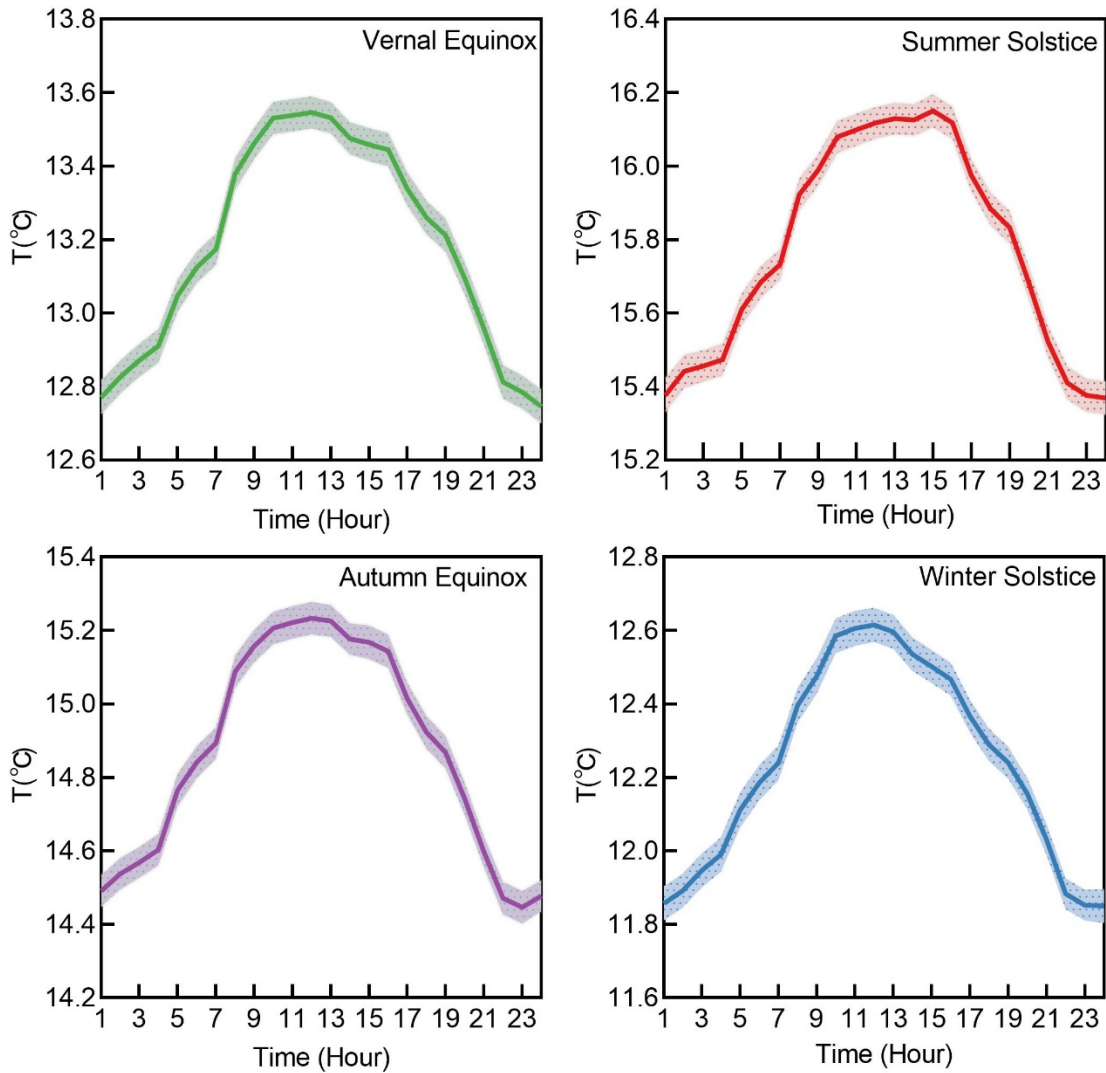 Vernal Equinox
13.8
13.6
13.4
13.2
13.0
12.8
12.6
T(°C)
1 3 5 7 9 11 13 15 17 19 21 23
Time (Hour)
Summer Solstice
16.4
16.2
16.0
15.8
15.6
15.4
15.2
T(°C)
1 3 5 7 9 11 13 15 17 19 21 23
Time (Hour)
Autumn Equinox
15.4
15.2
15.0
14.8
14.6
14.4
14.2
T(°C)
1 3 5 7 9 11 13 15 17 19 21 23
Time (Hour)
Winter Solstice
12.8
12.6
12.4
12.2
12.0
11.8
11.6
T(°C)
1 3 5 7 9 11 13 15 17 19 21 23
Time (Hour)